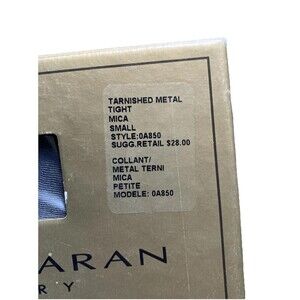 TARNISHED METAL
TIGHT
MICA
SMALL
STYLE:0A850
SUGG.RETAIL $28.00
COLLANT/
METAL TERNI
MICA
PETITE
MODELE: 0A850
ARAN
RY